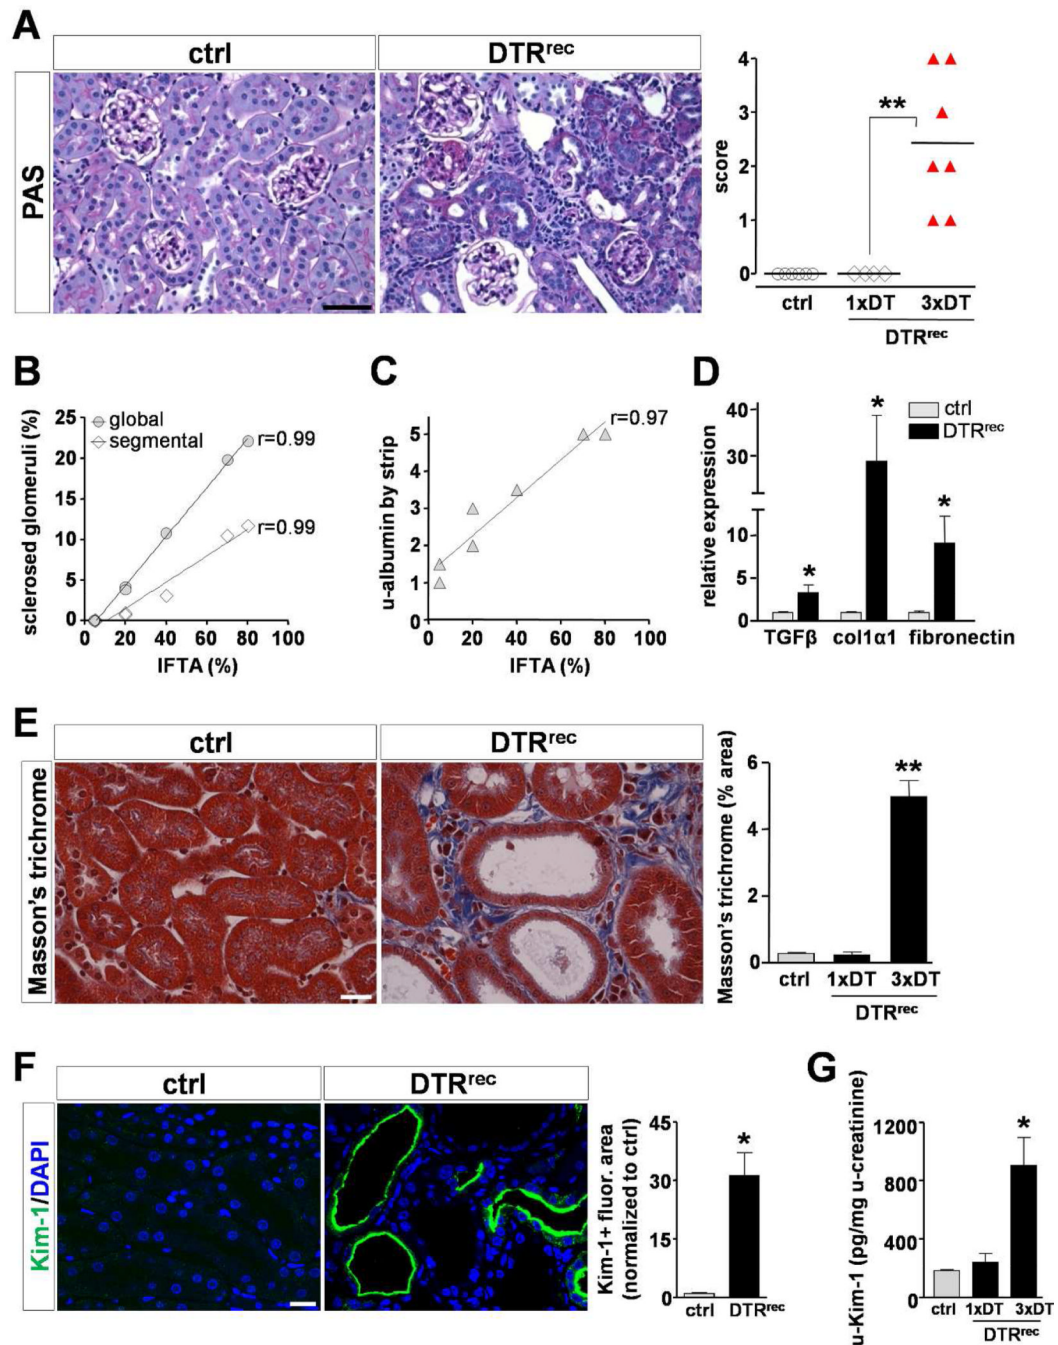 A
ctrl
DTRrec
PAS
score
4
3
2
1
0
**
ctrl
1xDT
3xDT
DTRrec
B
sclerosed glomeruli (%)
25
20
15
10
5
0
global
segmental
r=0.99
r=0.99
0
20
40
60
80
100
IFTA (%)
C
u-albumin by strip
5
4
3
2
1
0
r=0.97
0
20
40
60
80
100
IFTA (%)
D
relative expression
40
30
10
5
0
ctrl
DTRrec
*
*
*
TGFβ
col1α1
fibronectin
E
ctrl
DTRrec
Masson's trichrome
Masson's trichrome (% area)
6
4
2
0
**
ctrl
1xDT
3xDT
DTRrec
F
ctrl
DTRrec
Kim-1/DAPI
Kim-1+ fluor. area
(normalized to ctrl)
45
30
15
0
*
ctrl
DTRrec
G
u-Kim-1 (pg/mg u-creatinine)
1200
800
400
0
*
ctrl
1xDT
3xDT
DTRrec